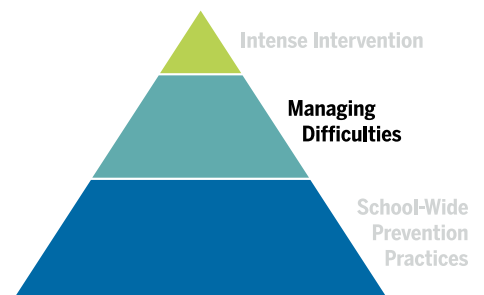 Intense Intervention
Managing
Difficulties
School-Wide
Prevention
Practices